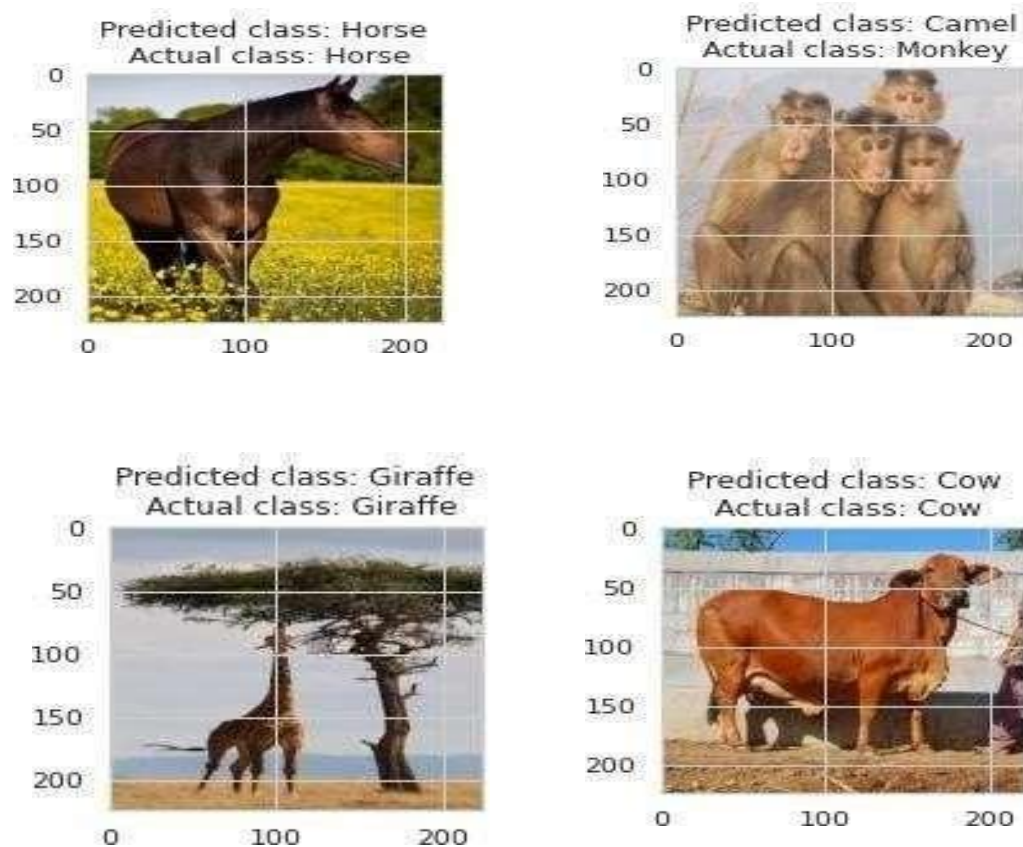 Predicted class: Horse
Actual class: Horse
0
50
100
150
200
0 100 200
Predicted class: Camel
Actual class: Monkey
0
50
100
150
200
0 100 200
Predicted class: Giraffe
Actual class: Giraffe
0
50
100
150
200
0 100 200
Predicted class: Cow
Actual class: Cow
0
50
100
150
200
0 100 200